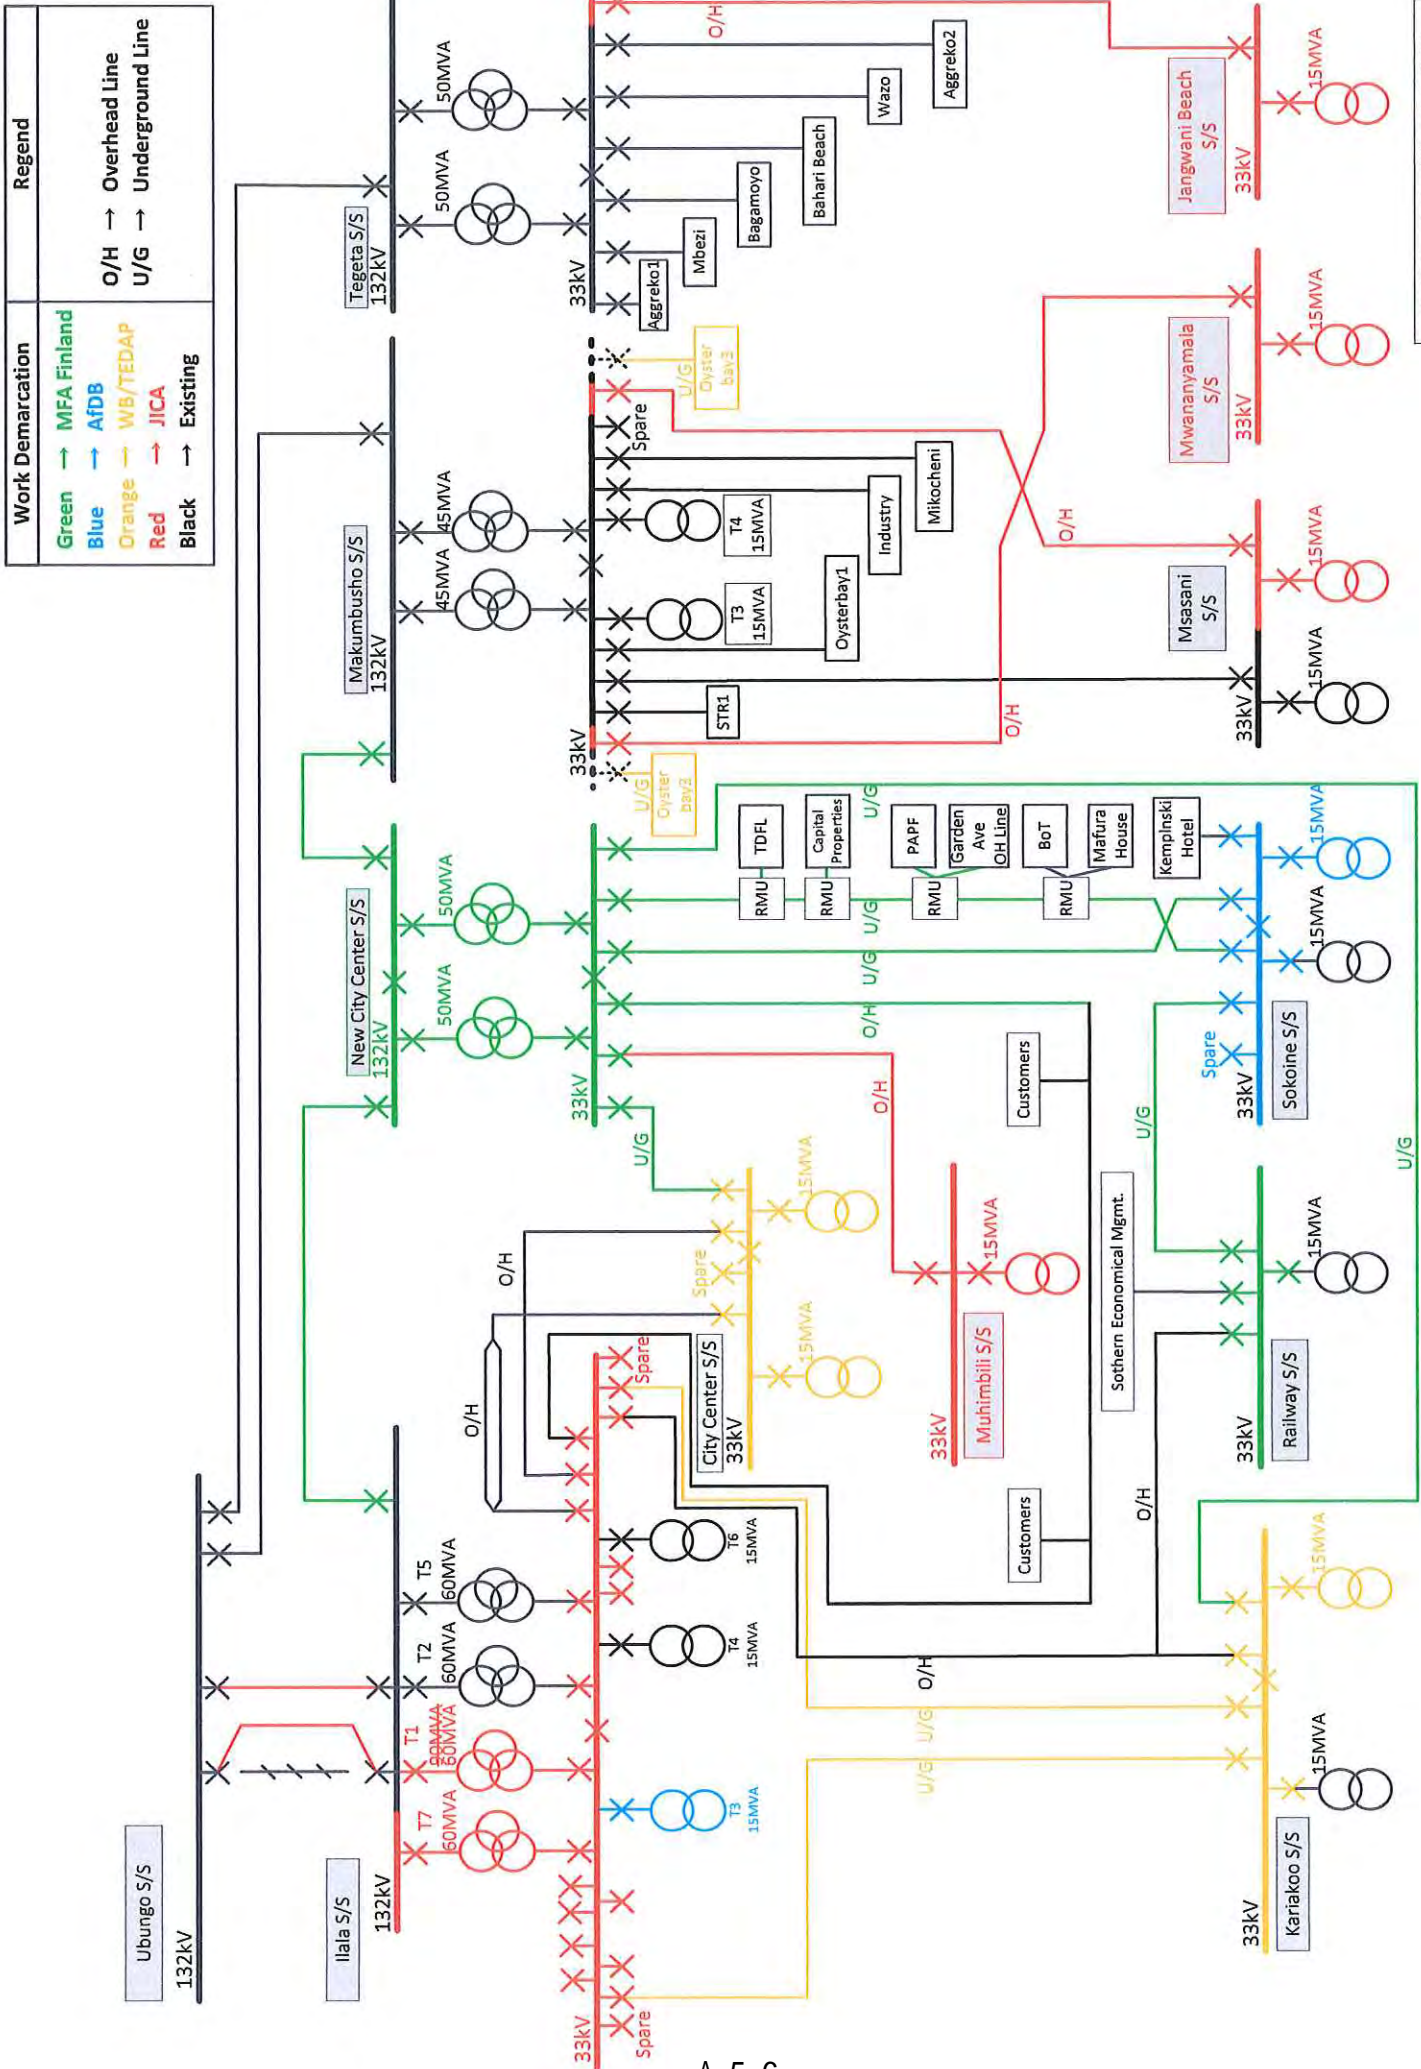 Work Demarcation
Regend
Green → MFA Finland
Blue → AfDB
Orange → WB/TEDAP
Red → JICA
Black → Existing
O/H → Overhead Line
U/G → Underground Line
Ubungo S/S
132kV
Ilala S/S
132kV
T7
60MVA
T1
90MVA
60MVA
T2
60MVA
T5
60MVA
33kV
Spare
T3
15MVA
T4
15MVA
T6
15MVA
Spare
O/H
O/H
New City Center S/S
132kV
50MVA
50MVA
33kV
U/G
O/H
O/H
U/G
U/G
U/G
City Center S/S
33kV
15MVA
Spare
15MVA
Muhimbili S/S
33kV
15MVA
Customers
Customers
Sothern Economical Mgmt.
RMU
TDFL
RMU
Capital
Properties
RMU
PAPF
Garden
Ave
OH Line
RMU
BoT
Mafura
House
Kempinski
Hotel
Makumbusho S/S
132kV
45MVA
45MVA
33kV
U/G
Oyster
bay3
STR1
Oysterbay1
T3
15MVA
T4
15MVA
Industry
Mikocheni
Spare
U/G
Oyster
bay3
O/H
O/H
Tegeta S/S
132kV
50MVA
50MVA
33kV
Aggreko1
Mbezi
Bagamoyo
Bahari Beach
Wazo
Aggreko2
O/H
Kariakoo S/S
33kV
15MVA
15MVA
U/G
U/G
O/H
O/H
Railway S/S
33kV
15MVA
U/G
U/G
Sokoine S/S
33kV
Spare
15MVA
15MVA
Msasani
S/S
33kV
15MVA
15MVA
Mwananyamala
S/S
33kV
15MVA
Jangwani Beach
S/S
33kV
15MVA